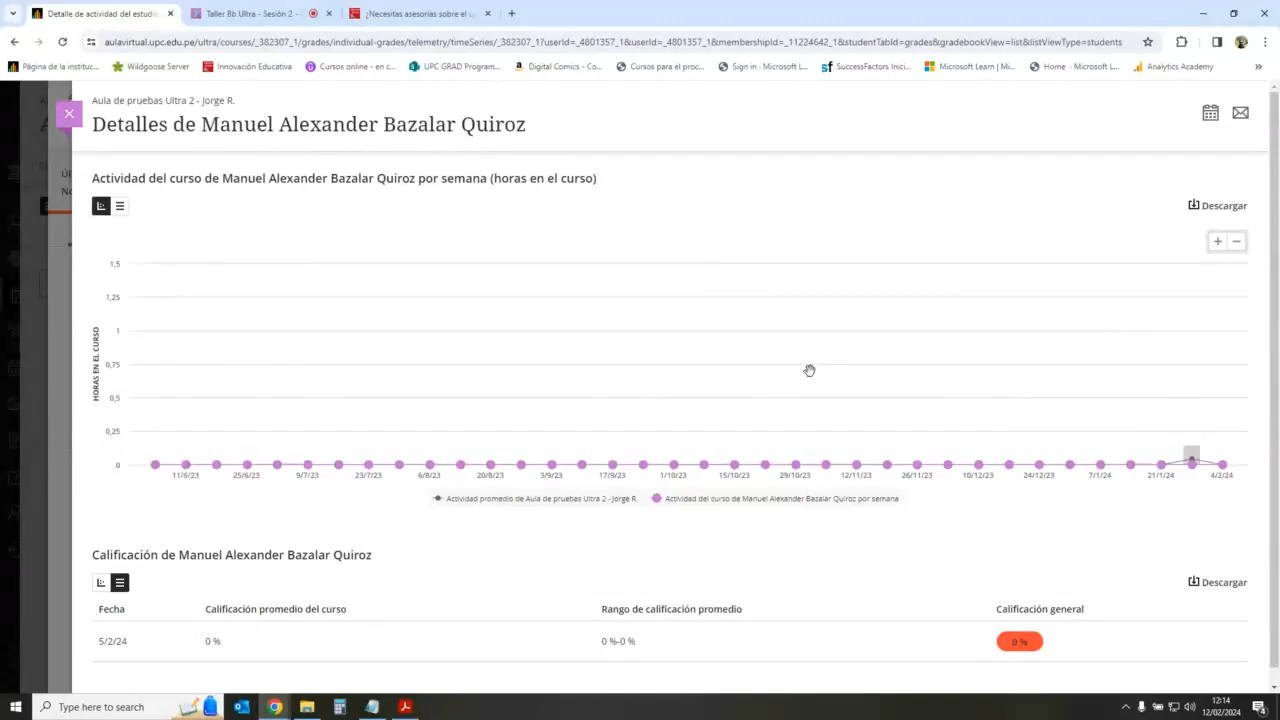 Detalle de actividad del estudie
Taller Bb Ultra - Sesión 2 -
¿Necesitas asesorías sobre el u
aulavirtual.upc.edu.pe/ultra/courses/_382307_1/grades/individual-grades/telemetry/timeSeries/_382307_1?userId=_4801357_1&userId=_4801357_1&membershipId=_11224642_1&studentTabId=grades&gradebookView=list&listViewType=students
Página de la instituc...
Wildgoose Server
Innovación Educativa
Cursos online - en c...
UPC GRAD Program...
Digital Comics - Co...
Cursos para el proc...
Sign in · Microsoft L...
SuccessFactors Inici...
Microsoft Learn | Mi...
Home · Microsoft L...
Analytics Academy
»
Aula de pruebas Ultra 2 - Jorge R.
Detalles de Manuel Alexander Bazalar Quiroz
Actividad del curso de Manuel Alexander Bazalar Quiroz por semana (horas en el curso)
Descargar
+ −
1,5
1,25
1
0,75
0,5
0,25
0
HORAS EN EL CURSO
11/6/23 25/6/23 9/7/23 23/7/23 6/8/23 20/8/23 3/9/23 17/9/23 1/10/23 15/10/23 29/10/23 12/11/23 26/11/23 10/12/23 24/12/23 7/1/24 21/1/24 4/2/24
Actividad promedio de Aula de pruebas Ultra 2 - Jorge R. Actividad del curso de Manuel Alexander Bazalar Quiroz por semana
Calificación de Manuel Alexander Bazalar Quiroz
Descargar
Fecha Calificación promedio del curso Rango de calificación promedio Calificación general
5/2/24 0 % 0 %-0 % 0 %
Type here to search
12:14
12/02/2024